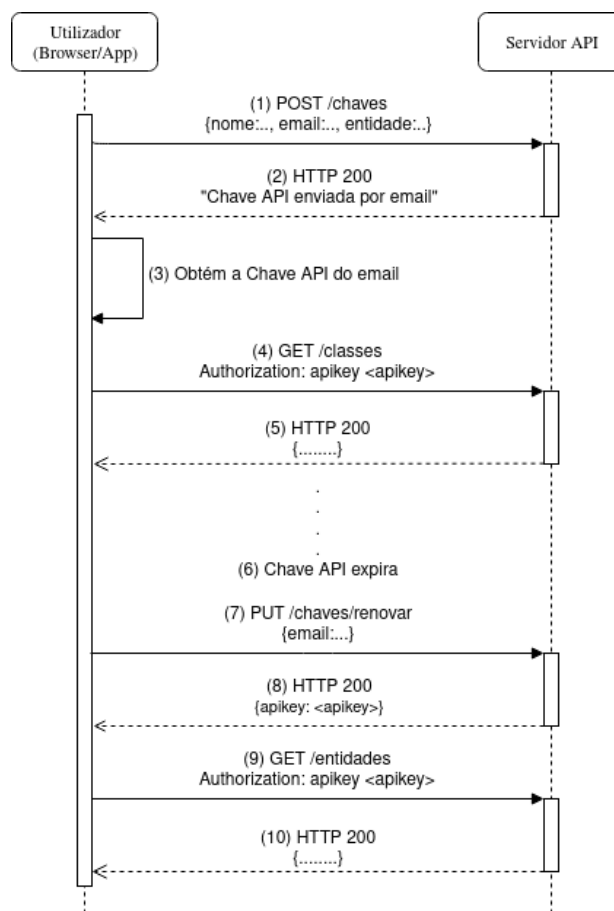 Utilizador
(Browser/App)
Servidor API
(1) POST /chaves
{nome:.., email:.., entidade:..}
(2) HTTP 200
"Chave API enviada por email"
(3) Obtém a Chave API do email
(4) GET /classes
Authorization: apikey <apikey>
(5) HTTP 200
{........}
.
.
.
.
(6) Chave API expira
(7) PUT /chaves/renovar
{email:...}
(8) HTTP 200
{apikey: <apikey>}
(9) GET /entidades
Authorization: apikey <apikey>
(10) HTTP 200
{........}